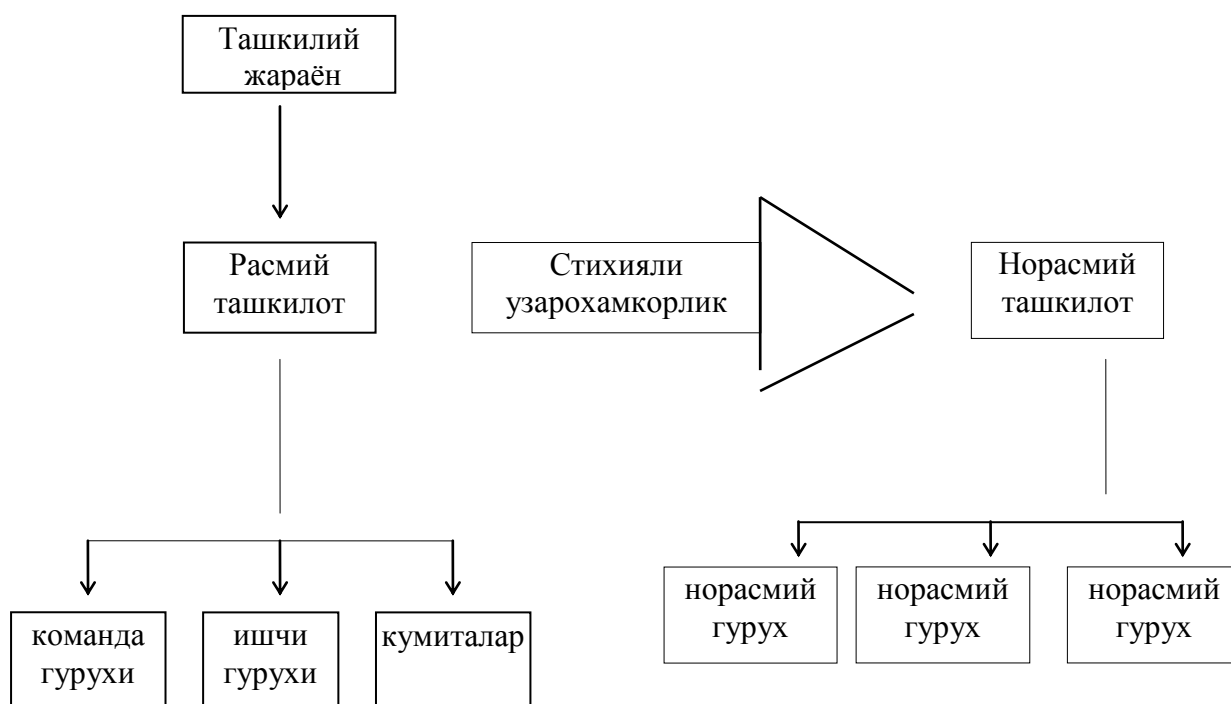 Ташкилий
жараён
Расмий
ташкилот
Стихияли
узарохамкорлик
Норасмий
ташкилот
команда
гурухи
ишчи
гурухи
кумиталар
норасмий
гурух
норасмий
гурух
норасмий
гурух